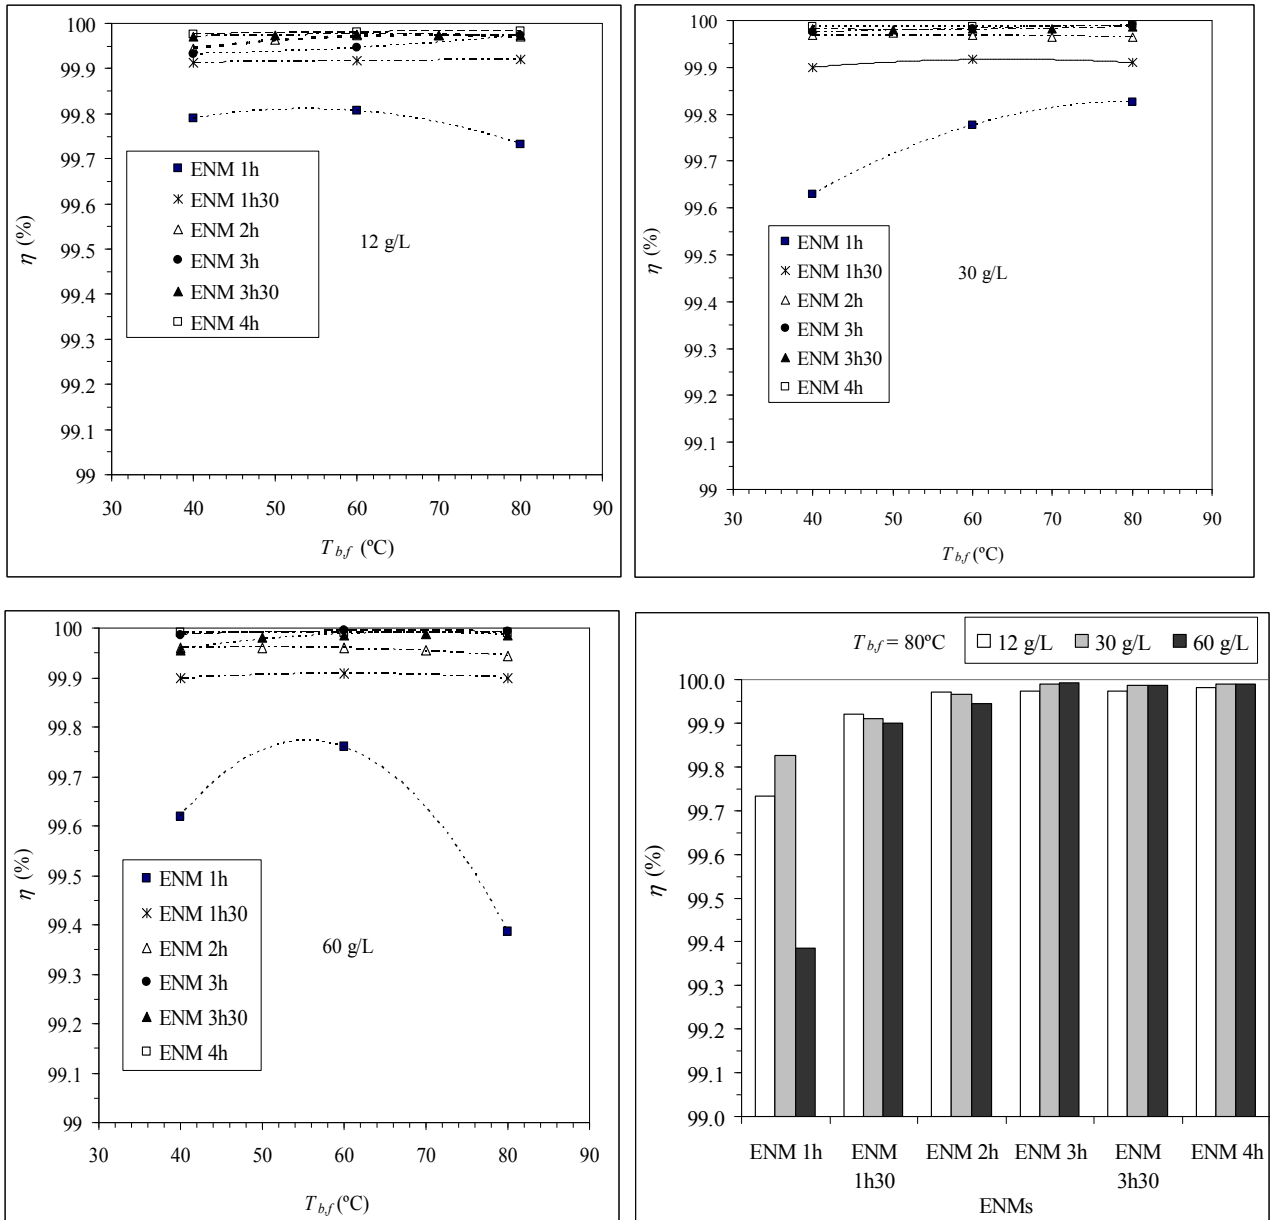 100
99.9
99.8
99.7
99.6
99.5
99.4
99.3
99.2
99.1
99
η (%)
ENM 1h
ENM 1h30
ENM 2h
ENM 3h
ENM 3h30
ENM 4h
12 g/L
30 40 50 60 70 80 90
T b,f (ºC)
100
99.9
99.8
99.7
99.6
99.5
99.4
99.3
99.2
99.1
99
η (%)
ENM 1h
ENM 1h30
ENM 2h
ENM 3h
ENM 3h30
ENM 4h
30 g/L
30 40 50 60 70 80 90
T b,f (ºC)
100
99.9
99.8
99.7
99.6
99.5
99.4
99.3
99.2
99.1
99
η (%)
ENM 1h
ENM 1h30
ENM 2h
ENM 3h
ENM 3h30
ENM 4h
60 g/L
30 40 50 60 70 80 90
T b,f (ºC)
T b,f = 80ºC 12 g/L 30 g/L 60 g/L
100.0
99.9
99.8
99.7
99.6
99.5
99.4
99.3
99.2
99.1
99.0
η (%)
ENM 1h ENM 1h30 ENM 2h ENM 3h ENM 3h30 ENM 4h
ENMs